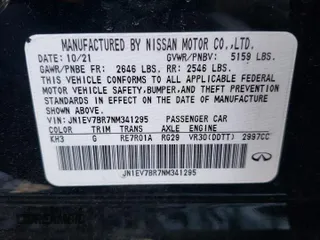 MANUFACTURED BY NISSAN MOTOR CO.,LTD.
DATE: 10/21 GVWR/PNBV: 5159 LBS.
GAWR/PNBE FR: 2646 LBS. RR: 2546 LBS.
THIS VEHICLE CONFORMS TO ALL APPLICABLE FEDERAL
MOTOR VEHICLE SAFETY,BUMPER,AND THEFT PREVENTION
STANDARDS IN EFFECT ON THE DATE OF MANUFACTURE
SHOWN ABOVE.
VIN: JN1EV7BR7NM341295 PASSENGER CAR
COLOR TRIM TRANS AXLE ENGINE
KH3 G RE7R01A RG29 VR30(DDTT) 2997CC
JN1EV7BR7NM341295
INFINITI